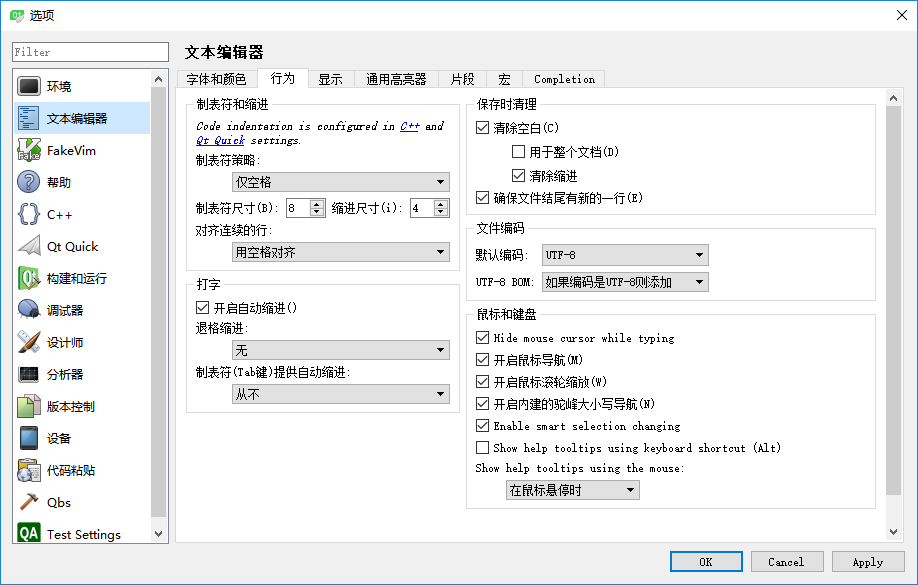 选项
Filter
环境
文本编辑器
FakeVim
帮助
C++
Qt Quick
构建和运行
调试器
设计师
分析器
版本控制
设备
代码粘贴
Qbs
Test Settings
文本编辑器
字体和颜色 行为 显示 通用高亮器 片段 宏 Completion
制表符和缩进
Code indentation is configured in C++ and
Qt Quick settings.
制表符策略:
仅空格
制表符尺寸(B): 8 缩进尺寸(i): 4
对齐连续的行:
用空格对齐
打字
开启自动缩进()
退格缩进:
无
制表符(Tab键)提供自动缩进:
从不
保存时清理
清除空白(C)
用于整个文档(D)
清除缩进
确保文件结尾有新的一行(E)
文件编码
默认编码: UTF-8
UTF-8 BOM: 如果编码是UTF-8则添加
鼠标和键盘
Hide mouse cursor while typing
开启鼠标导航(M)
开启鼠标滚轮缩放(W)
开启内建的驼峰大小写导航(N)
Enable smart selection changing
Show help tooltips using keyboard shortcut (Alt)
Show help tooltips using the mouse:
在鼠标悬停时
OK Cancel Apply